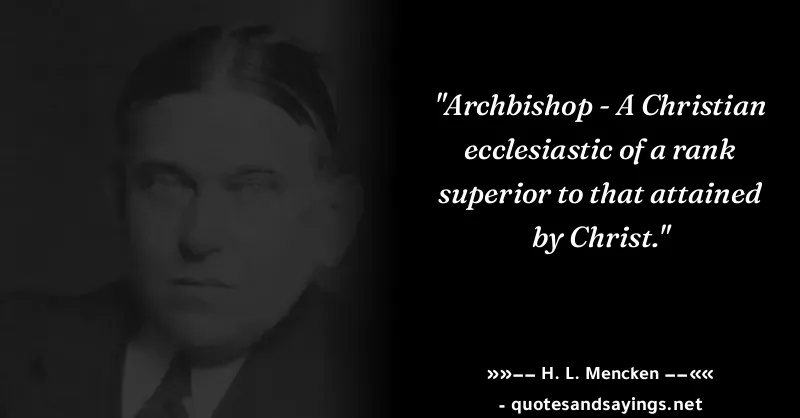 "Archbishop - A Christian
ecclesiastic of a rank
superior to that attained
by Christ."
»»−− H. L. Mencken −−««
- quotesandsayings.net